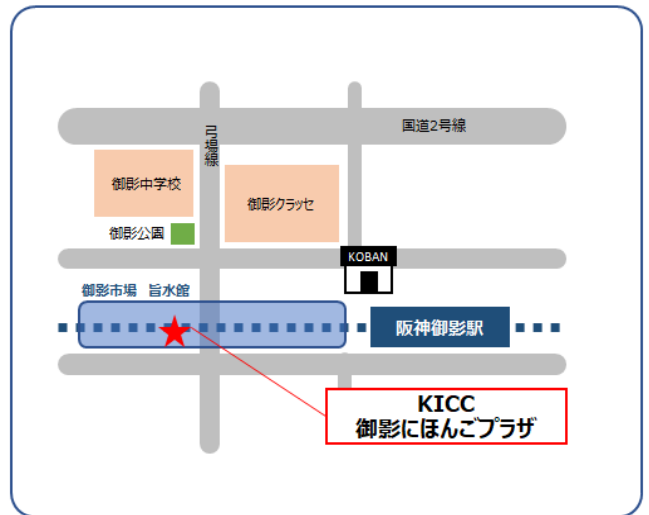 国道2号線
弓場線
御影中学校
御影クラッセ
御影公園
KOBAN
御影市場　旨水館
阪神御影駅
KICC
御影にほんごプラザ